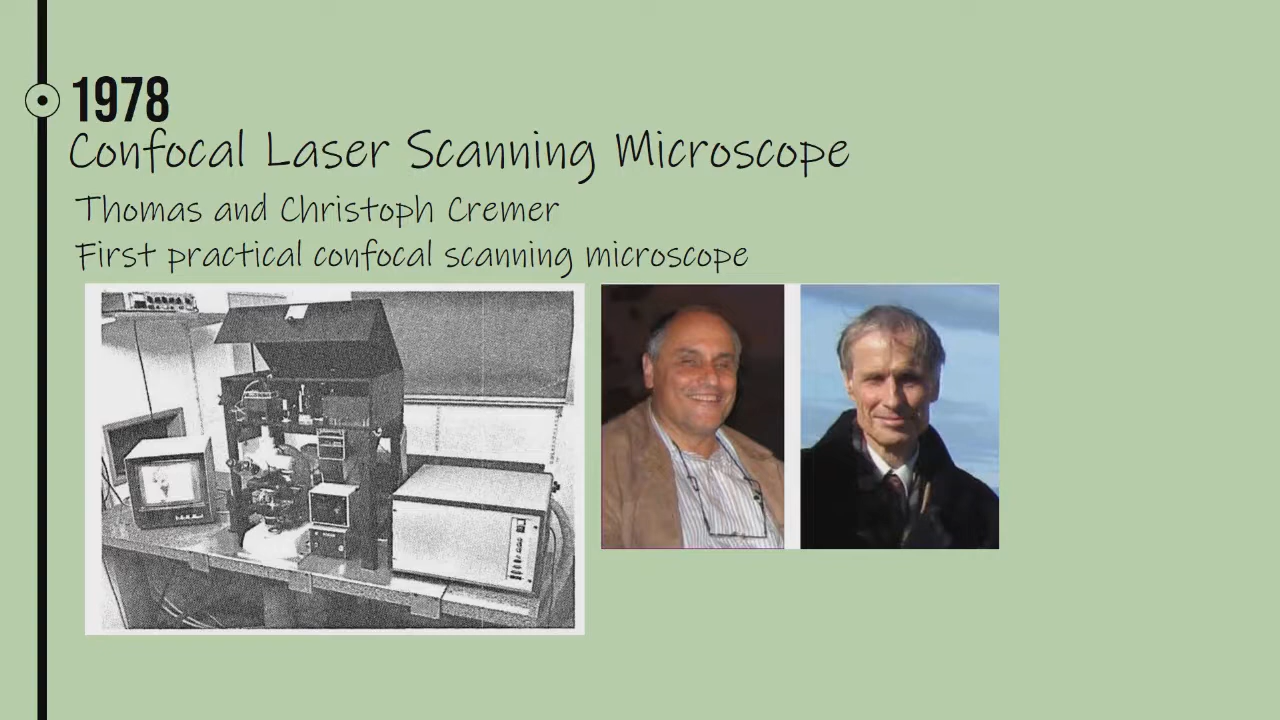 1978
Confocal Laser Scanning Microscope
Thomas and Christoph Cremer
First practical confocal scanning microscope